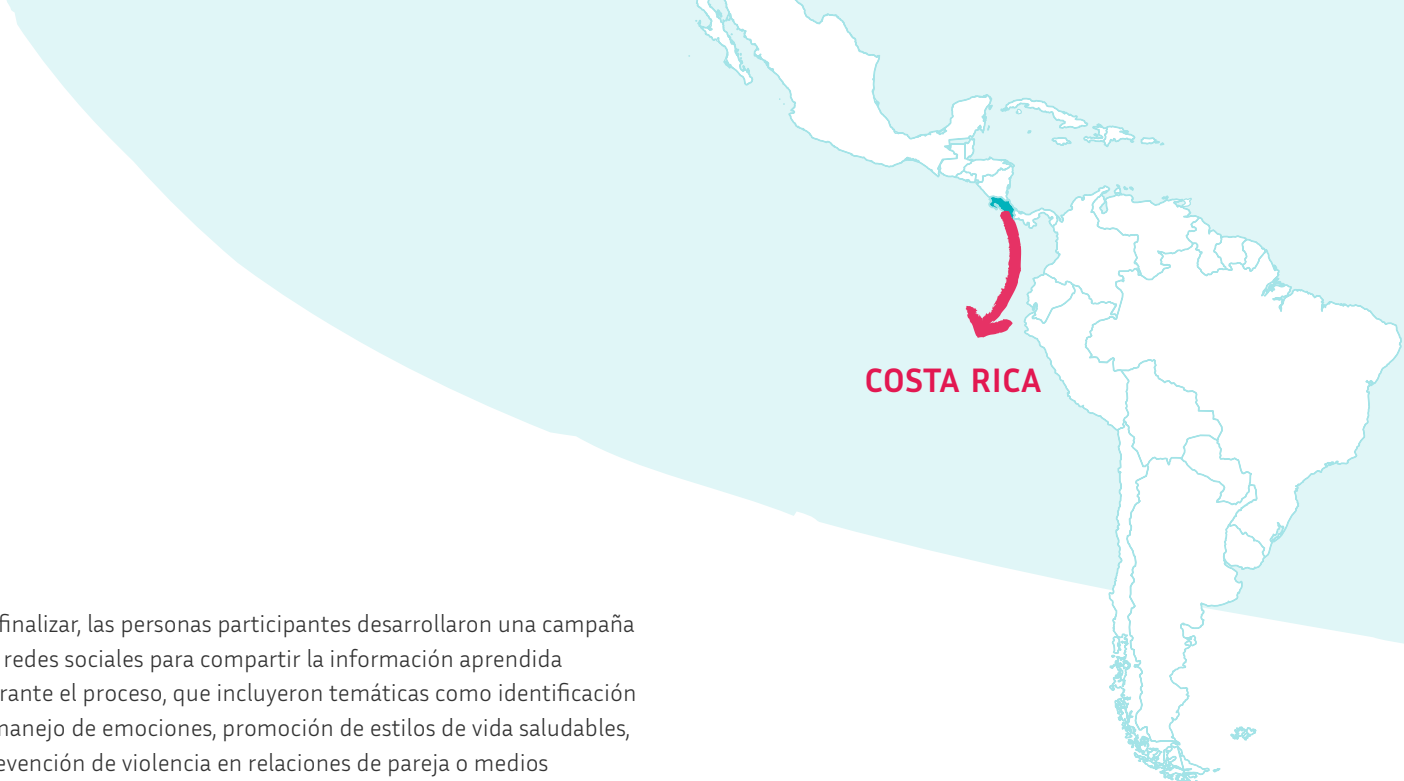 COSTA RICA
finalizar, las personas participantes desarrollaron una campaña
redes sociales para compartir la información aprendida
rante el proceso, que incluyeron temáticas como identificación
manejo de emociones, promoción de estilos de vida saludables,
evención de violencia en relaciones de pareja o medios